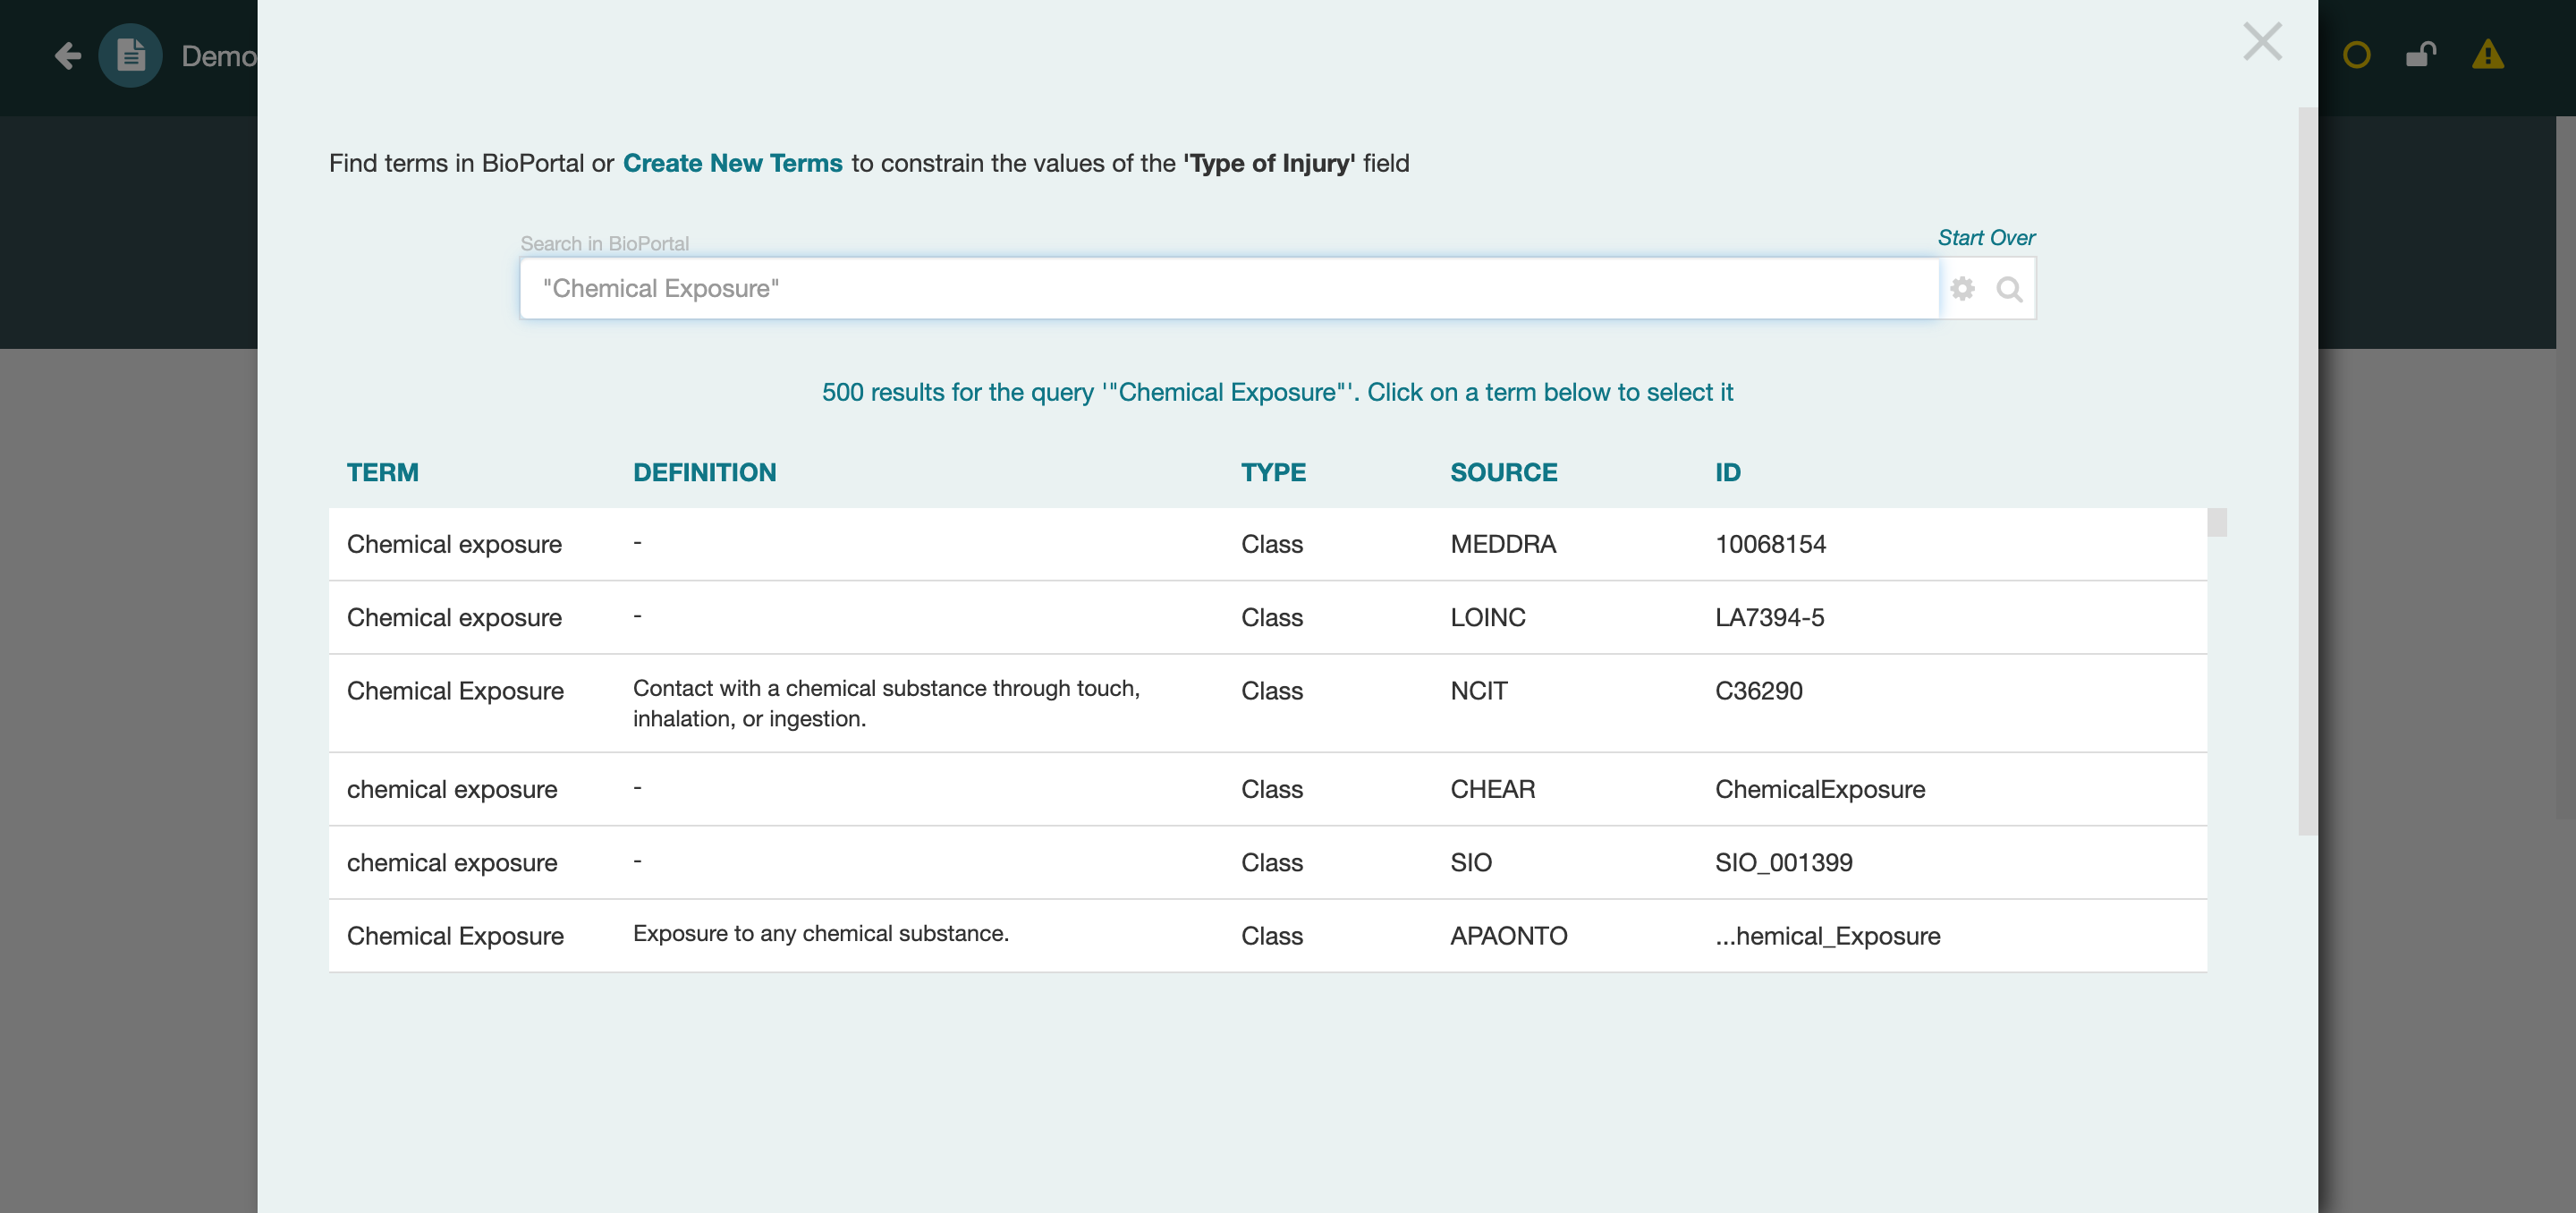 Demo
Find terms in BioPortal or Create New Terms to constrain the values of the 'Type of Injury' field
Search in BioPortal
Start Over
"Chemical Exposure"
500 results for the query '"Chemical Exposure"'. Click on a term below to select it
TERM DEFINITION TYPE SOURCE ID
Chemical exposure - Class MEDDRA 10068154
Chemical exposure - Class LOINC LA7394-5
Chemical Exposure Contact with a chemical substance through touch, Class NCIT C36290
inhalation, or ingestion.
chemical exposure - Class CHEAR ChemicalExposure
chemical exposure - Class SIO SIO_001399
Chemical Exposure Exposure to any chemical substance. Class APAONTO ...hemical_Exposure